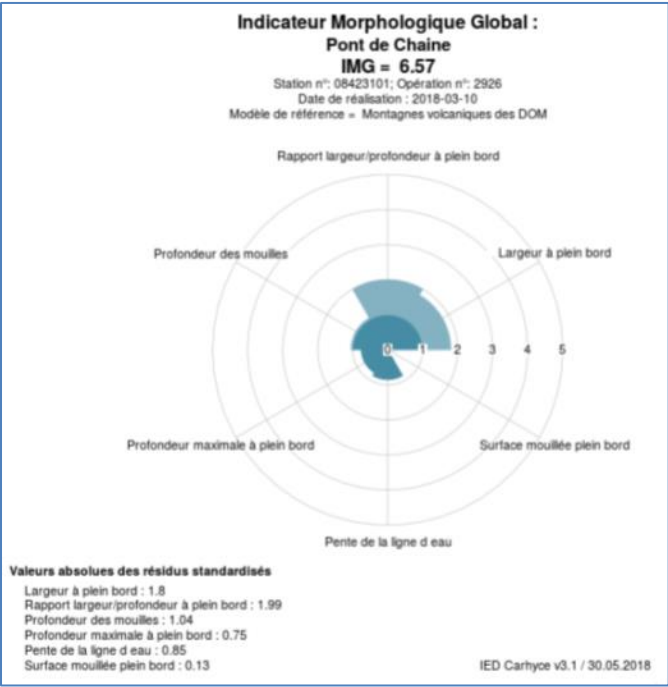 Indicateur Morphologique Global :
Pont de Chaine
IMG = 6.57
Station n°: 08423101; Opération n°: 2926
Date de réalisation : 2018-03-10
Modèle de référence = Montagnes volcaniques des DOM
Rapport largeur/profondeur à plein bord
Profondeur des mouilles
Largeur à plein bord
0 1 2 3 4 5
Profondeur maximale à plein bord
Surface mouillée plein bord
Pente de la ligne d eau
Valeurs absolues des résidus standardisés
Largeur à plein bord : 1.8
Rapport largeur/profondeur à plein bord : 1.99
Profondeur des mouilles : 1.04
Profondeur maximale à plein bord : 0.75
Pente de la ligne d eau : 0.85
Surface mouillée plein bord : 0.13
IED Carhyce v3.1 / 30.05.2018